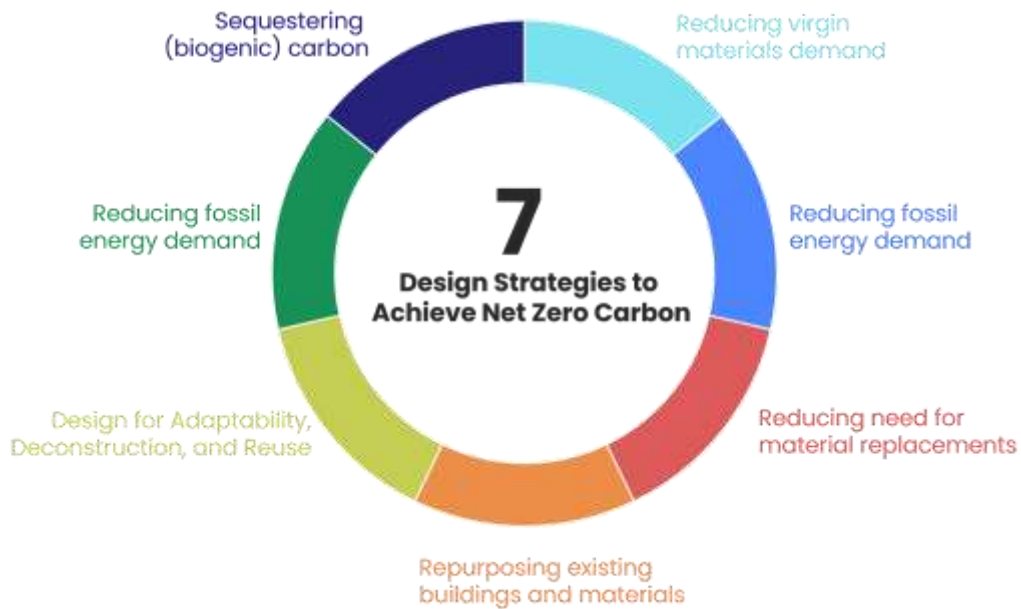 Sequestering
(biogenic) carbon
Reducing virgin
materials demand
Reducing fossil
energy demand
Reducing fossil
energy demand
7
Design Strategies to
Achieve Net Zero Carbon
Design for Adaptability,
Deconstruction, and Reuse
Reducing need for
material replacements
Repurposing existing
buildings and materials